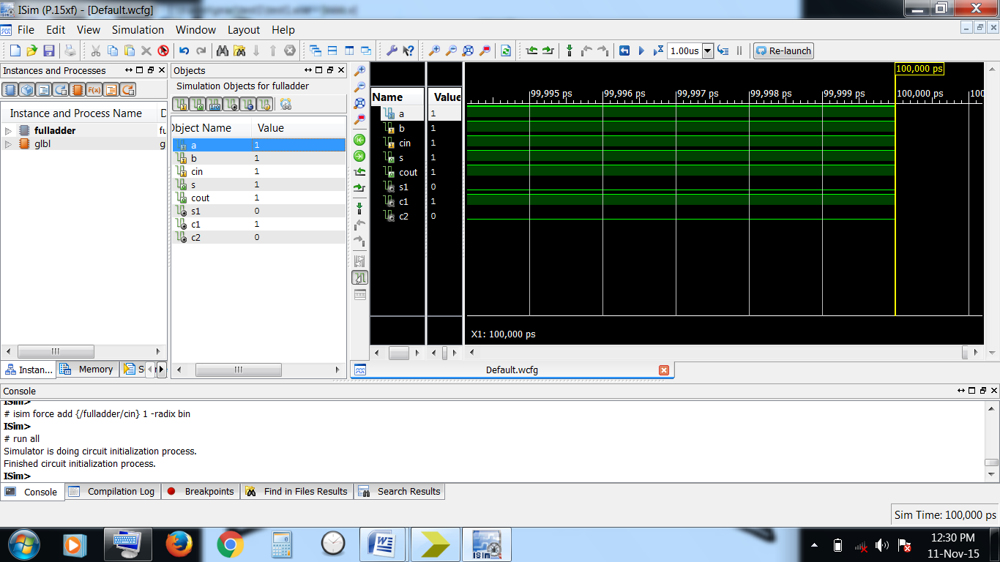 ISim (P.15xf) - [Default.wcfg]
File Edit View Simulation Window Layout Help
1.00us Re-launch
Instances and Processes
Instance and Process Name D
fulladder fu
glbl g
Instan... Memory S
Objects
Simulation Objects for fulladder
Object Name Value
a 1
b 1
cin 1
s 1
cout 1
s1 0
c1 1
c2 0
Name Value
a 1
b 1
cin 1
s 1
cout 1
s1 0
c1 1
c2 0
100,000 ps
99,995 ps 99,996 ps 99,997 ps 99,998 ps 99,999 ps 100,000 ps 100
X1: 100,000 ps
Default.wcfg
Console
ISim>
# isim force add {/fulladder/cin} 1 -radix bin
ISim>
# run all
Simulator is doing circuit initialization process.
Finished circuit initialization process.
ISim>
Console Compilation Log Breakpoints Find in Files Results Search Results
Sim Time: 100,000 ps
12:30 PM
11-Nov-15